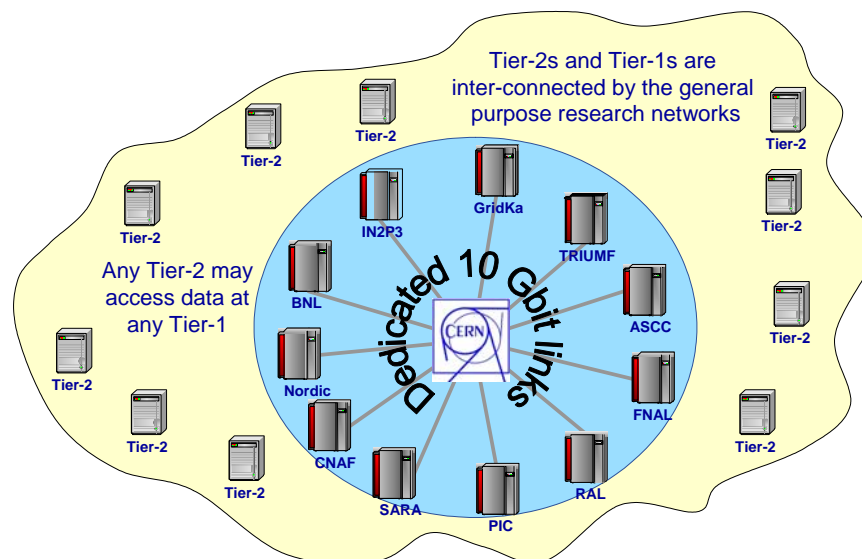 Tier-2s and Tier-1s are
inter-connected by the general
purpose research networks
Tier-2
Tier-2
Tier-2
Tier-2
Tier-2
Tier-2
IN2P3
GridKa
TRIUMF
Any Tier-2 may
access data at
any Tier-1
BNL
ASCC
Dedicated 10 Gbit links
CERN
Tier-2
Tier-2
Nordic
FNAL
Tier-2
Tier-2
CNAF
Tier-2
SARA
PIC
RAL